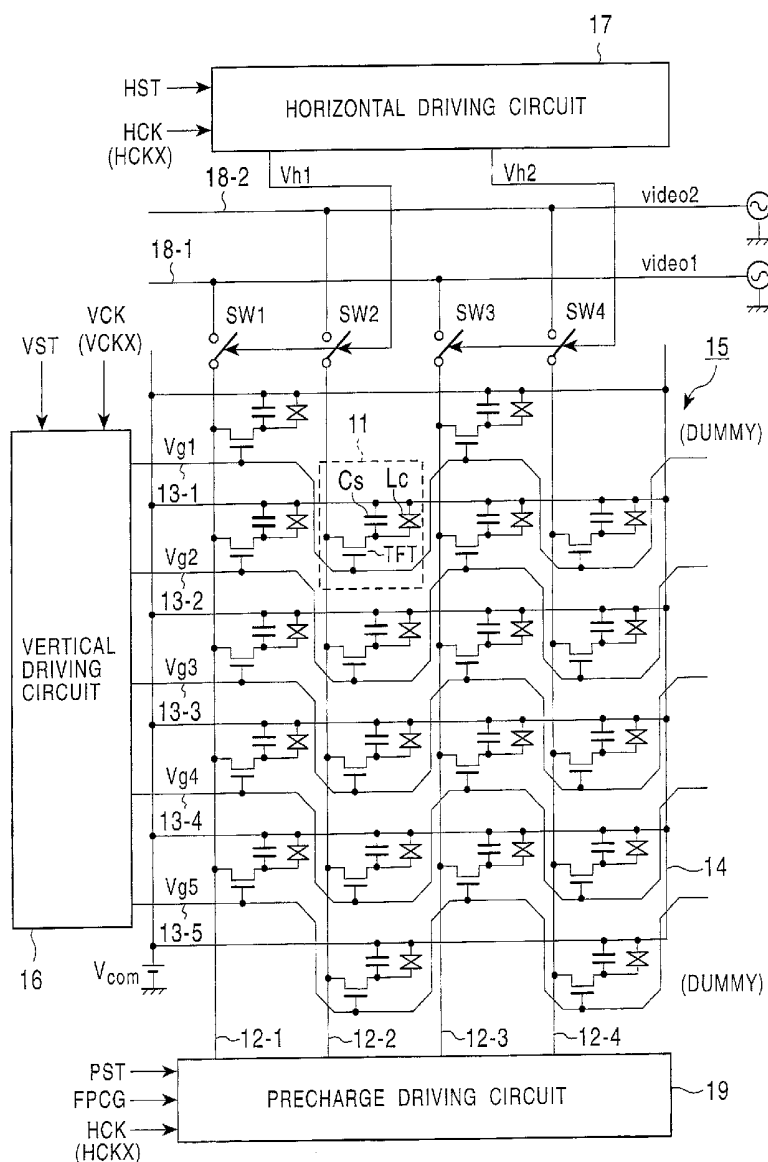 17
HST
HORIZONTAL DRIVING CIRCUIT
HCK
(HCKX)
Vh1
Vh2
18-2
video2
18-1
video1
VCK
(VCKX)
VST
SW1
SW2
SW3
SW4
15
(DUMMY)
11
Vg1
13-1
Cs
Lc
TFT
Vg2
13-2
VERTICAL
DRIVING
CIRCUIT
Vg3
13-3
Vg4
13-4
14
Vg5
13-5
16
Vcom
(DUMMY)
12-1
12-2
12-3
12-4
PST
FPCG
PRECHARGE DRIVING CIRCUIT
19
HCK
(HCKX)